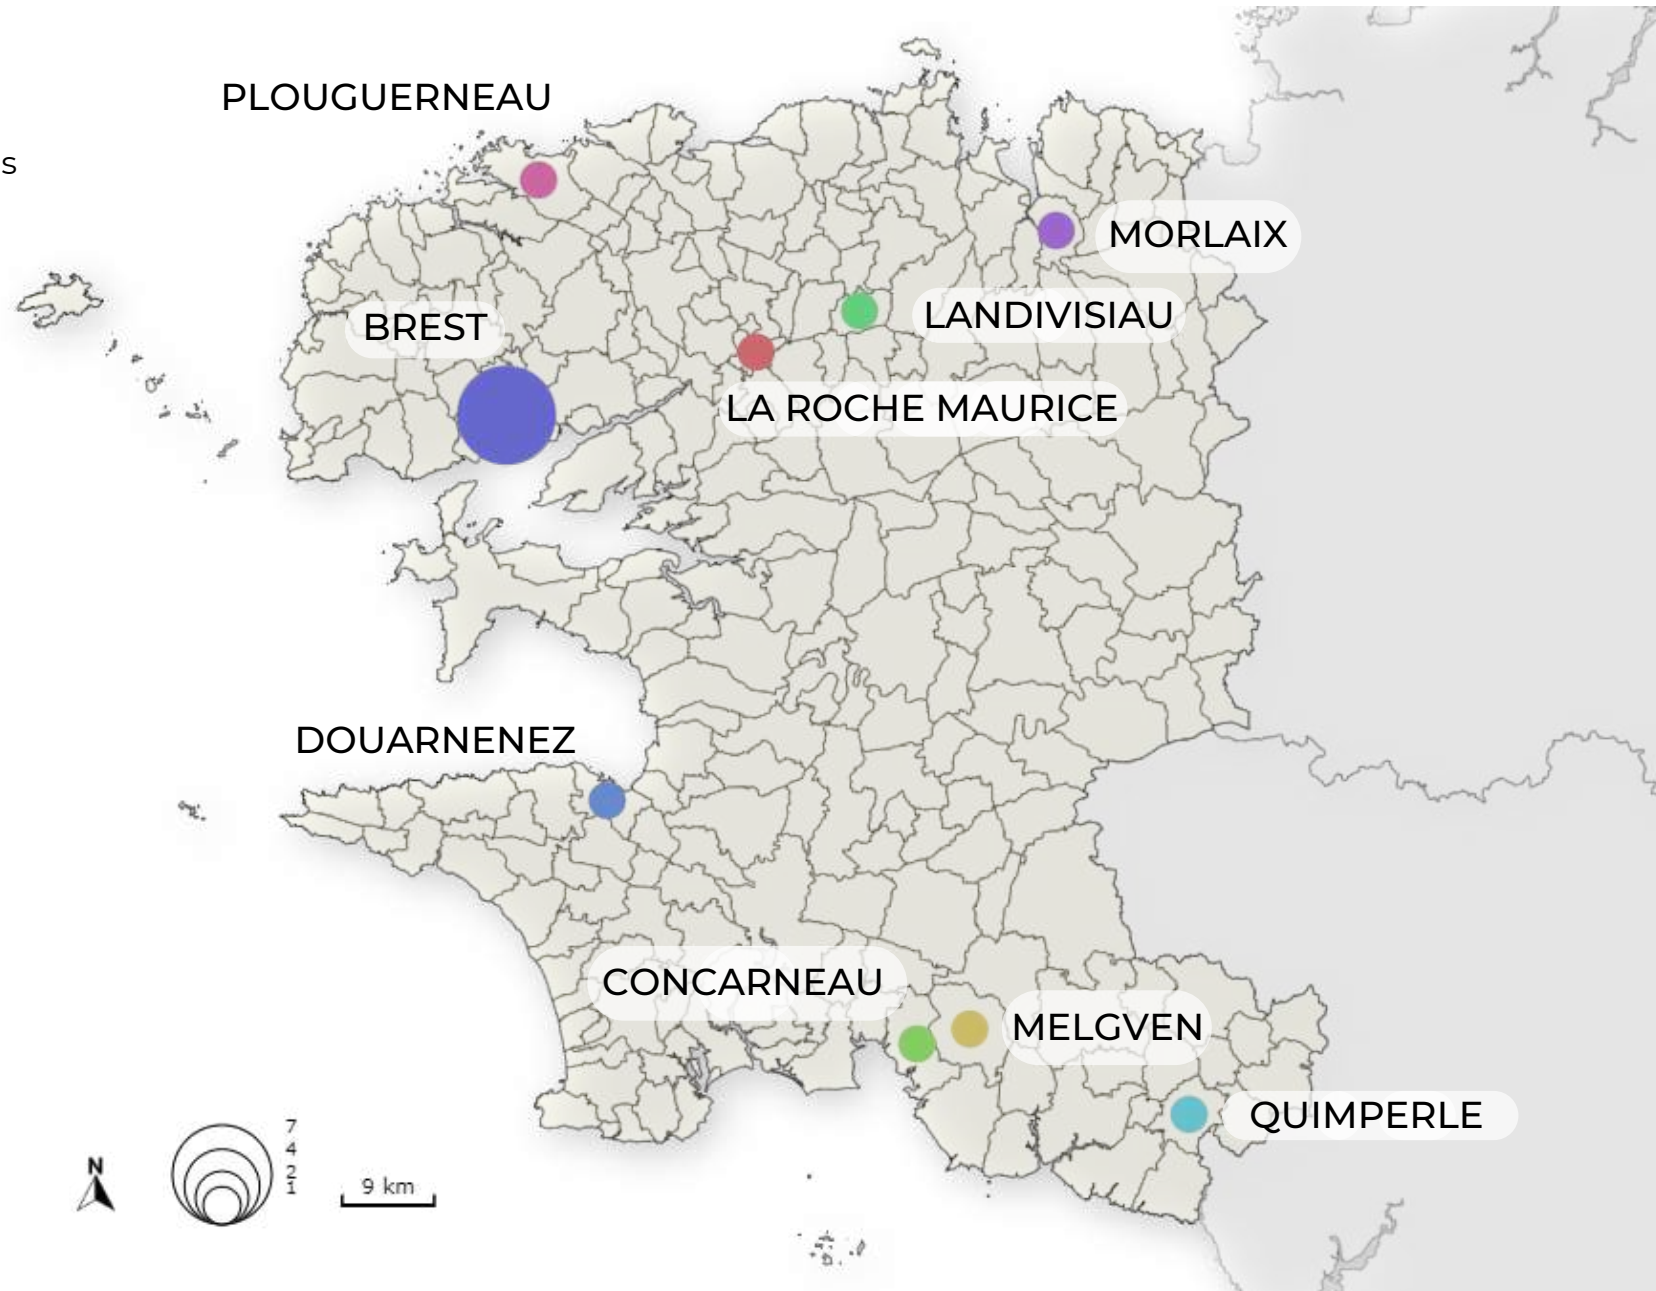 PLOUGUERNEAU
s
MORLAIX
LANDIVISIAU
BREST
LA ROCHE MAURICE
DOUARNENEZ
CONCARNEAU
MELGVEN
QUIMPERLE
7
4
2
1
N
9 km